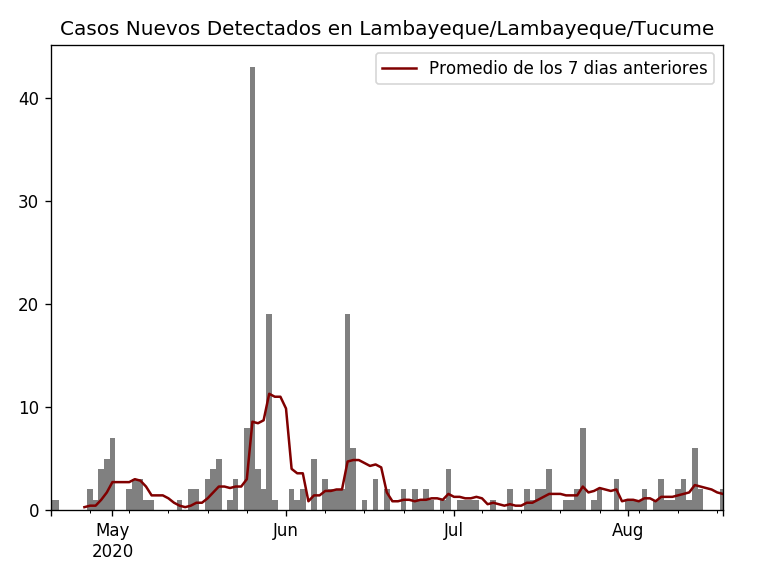 Casos Nuevos Detectados en Lambayeque/Lambayeque/Tucume
Promedio de los 7 dias anteriores
40
30
20
10
0
May Jun Jul Aug
2020